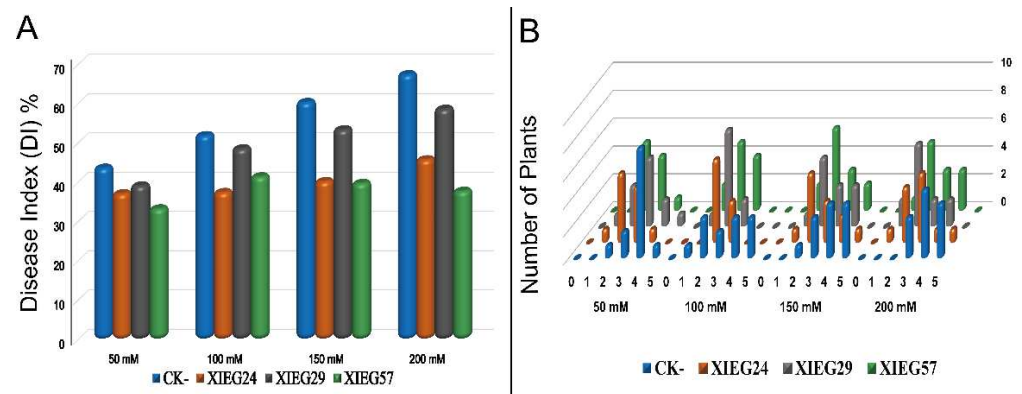 A
Disease Index (DI) %
70
60
50
40
30
20
10
0
50 mM 100 mM 150 mM 200 mM
CK- XIEG24 XIEG29 XIEG57
B
Number of Plants
10
8
6
4
2
0
0 1 2 3 4 5 0 1 2 3 4 5 0 1 2 3 4 5 0 1 2 3 4 5
50 mM 100 mM 150 mM 200 mM
CK- XIEG24 XIEG29 XIEG57